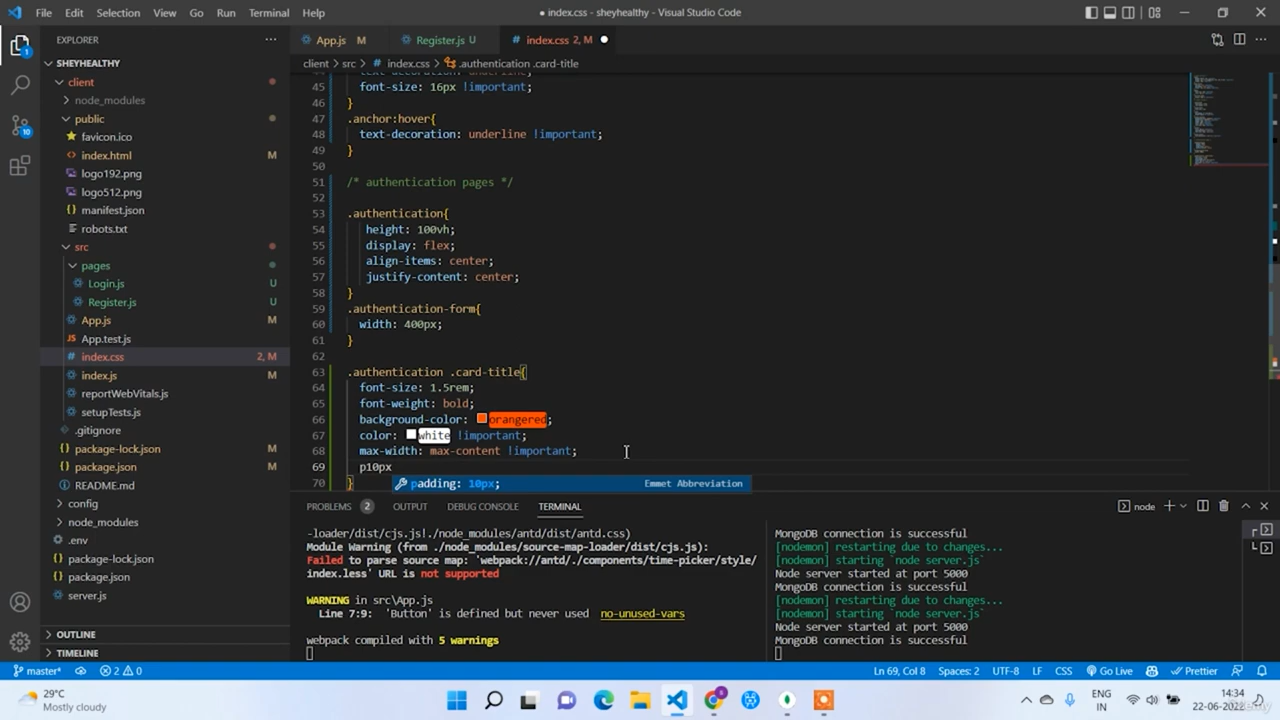 File Edit Selection View Go Run Terminal Help
● index.css - sheyhealthy - Visual Studio Code
EXPLORER
SHEYHEALTHY
client
node_modules
public
favicon.ico
index.html M
logo192.png
logo512.png
manifest.json
robots.txt
src
pages
Login.js U
Register.js U
App.js M
App.test.js
index.css 2, M
index.js M
reportWebVitals.js
setupTests.js
.gitignore
package-lock.json M
package.json M
README.md
config
node_modules
.env
package-lock.json
package.json
server.js
OUTLINE
TIMELINE
App.js M Register.js U index.css 2, M
client > src > index.css > .authentication .card-title
text-decoration: underline;
45 font-size: 16px !important;
46 }
47 .anchor:hover{
48 text-decoration: underline !important;
49 }
50
51 /* authentication pages */
52
53 .authentication{
54 height: 100vh;
55 display: flex;
56 align-items: center;
57 justify-content: center;
58 }
59 .authentication-form{
60 width: 400px;
61 }
62
63 .authentication .card-title{
64 font-size: 1.5rem;
65 font-weight: bold;
66 background-color: orangered;
67 color: white !important;
68 max-width: max-content !important;
69 p10px
70 }
padding: 10px; Emmet Abbreviation
PROBLEMS 2 OUTPUT DEBUG CONSOLE TERMINAL
node
-loader/dist/cjs.js!./node_modules/antd/dist/antd.css)
Module Warning (from ./node_modules/source-map-loader/dist/cjs.js):
Failed to parse source map: 'webpack://antd/./components/time-picker/style/
index.less' URL is not supported
WARNING in src\App.js
Line 7:9: 'Button' is defined but never used no-unused-vars
webpack compiled with 5 warnings
MongoDB connection is successful
[nodemon] restarting due to changes...
[nodemon] starting `node server.js`
Node server started at port 5000
MongoDB connection is successful
[nodemon] restarting due to changes...
[nodemon] starting `node server.js`
Node server started at port 5000
MongoDB connection is successful
master* 2 0
Ln 69, Col 8 Spaces: 2 UTF-8 LF CSS Go Live Prettier
29°C
Mostly cloudy
ENG
IN
14:34
22-06-2022